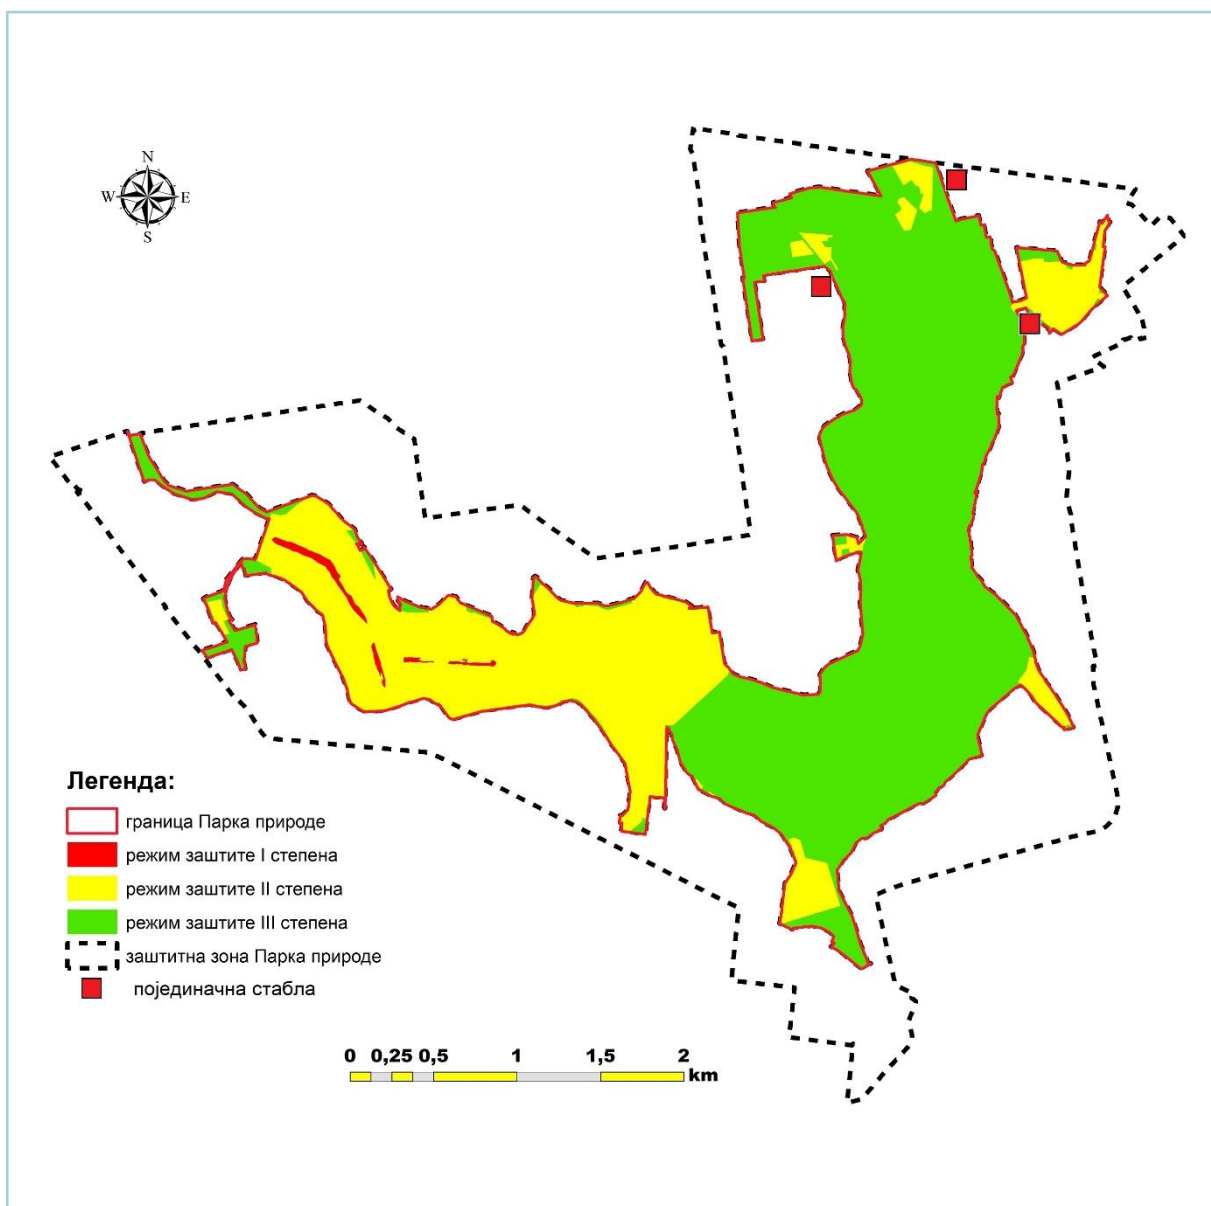 N
W E
S
Легенда:
граница Парка природе
режим заштите I степена
режим заштите II степена
режим заштите III степена
заштитна зона Парка природе
појединачна стабла
0 0,25 0,5 1 1,5 2
km